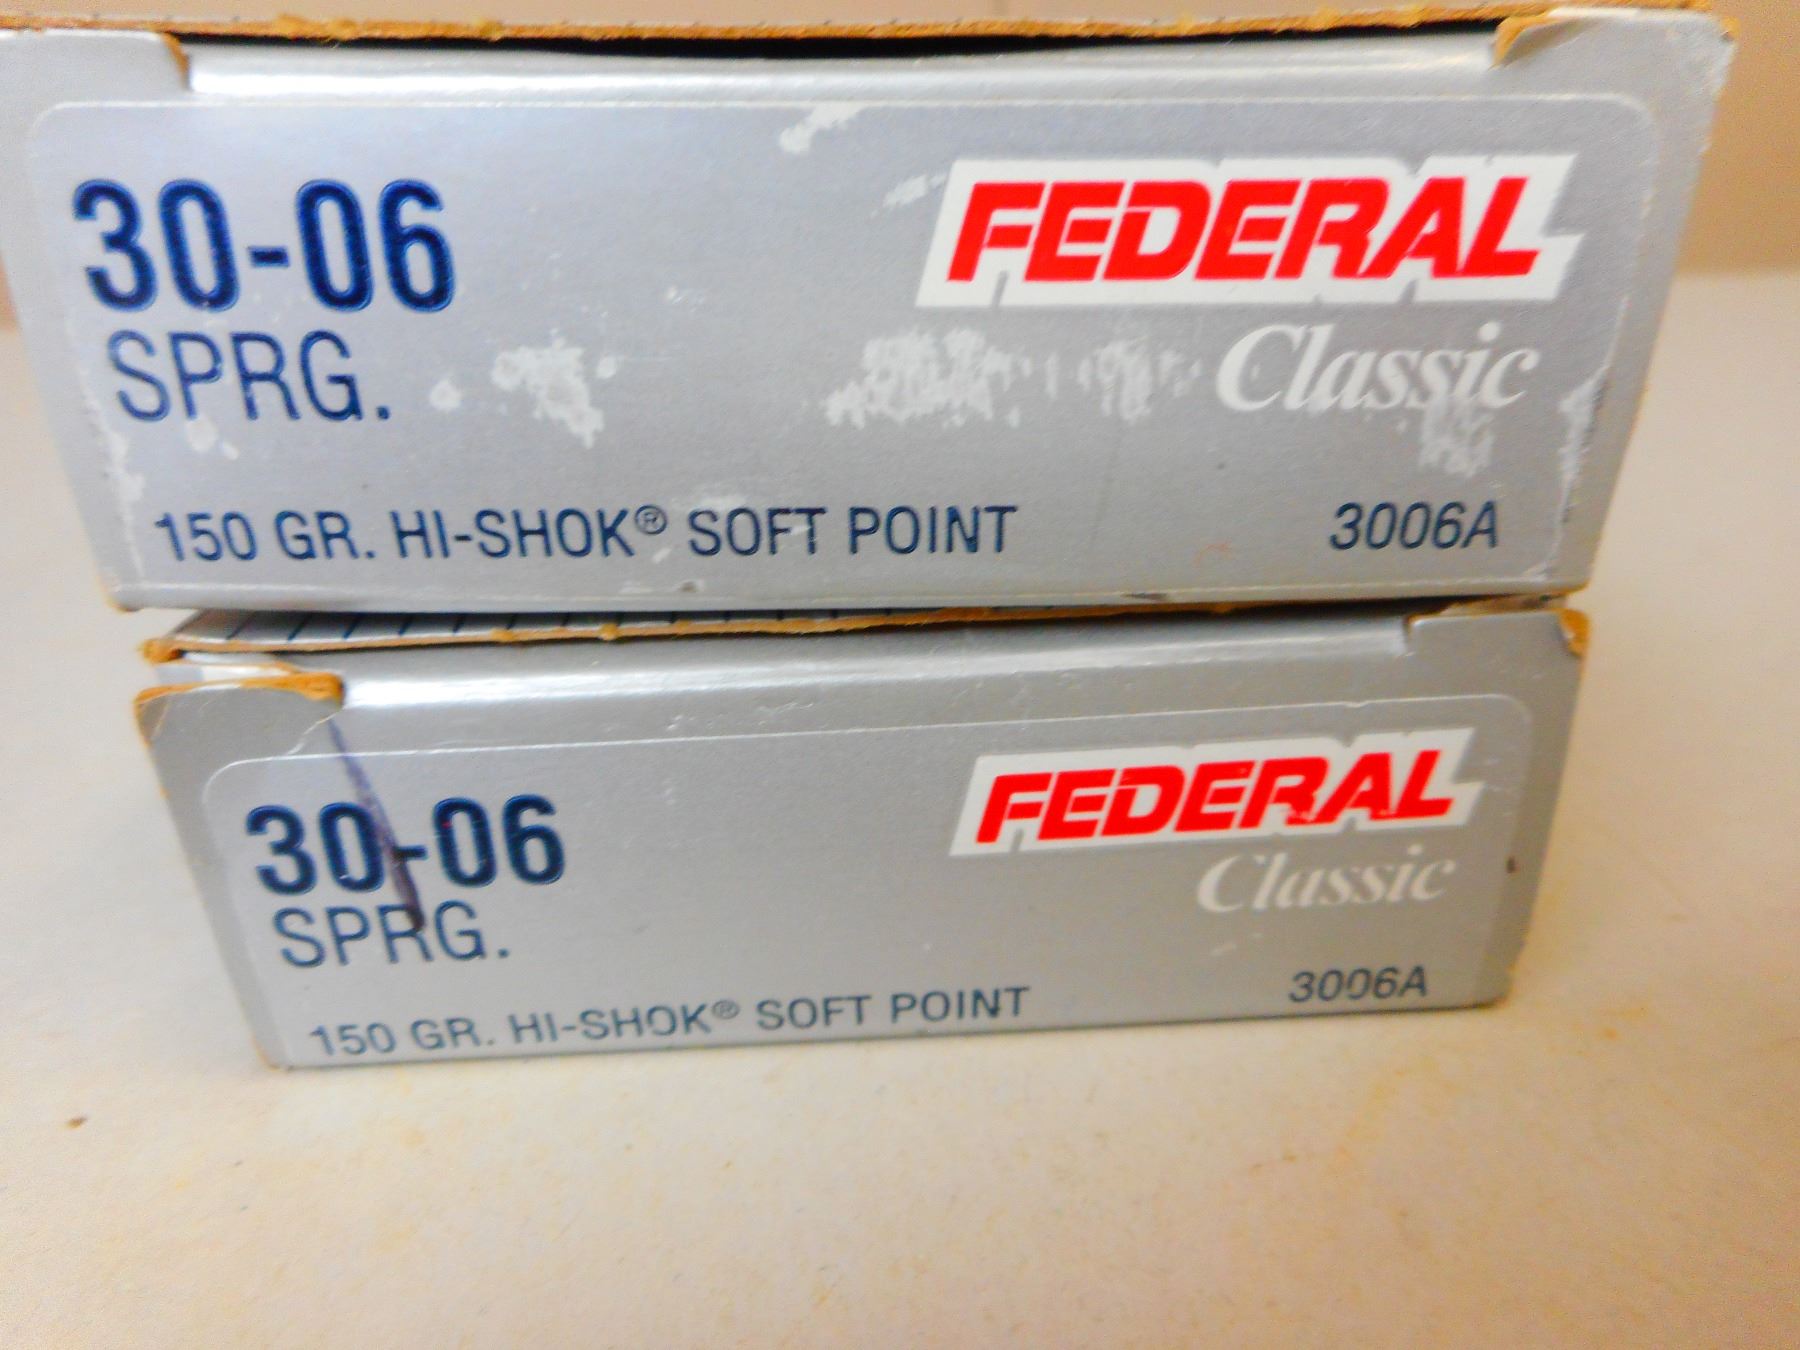 30-06
SPRG.
FEDERAL
Classic
150 GR. HI-SHOK® SOFT POINT 3006A
30-06
SPRG.
FEDERAL
Classic
150 GR. HI-SHOK® SOFT POINT 3006A